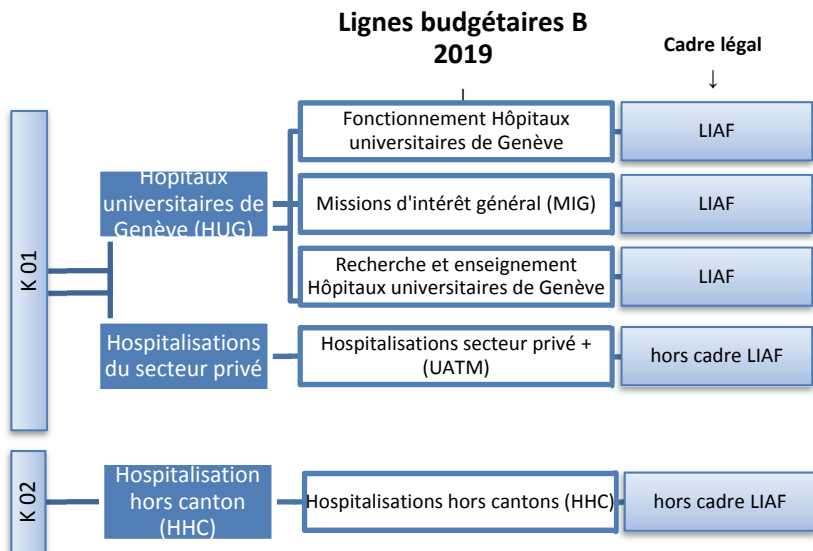 Lignes budgétaires B
2019
Cadre légal
↓
K 01
Hôpitaux
universitaires de
Genève (HUG)
Fonctionnement Hôpitaux
universitaires de Genève
LIAF
Missions d'intérêt général (MIG)
LIAF
Recherche et enseignement
Hôpitaux universitaires de Genève
LIAF
Hospitalisations
du secteur privé
Hospitalisations secteur privé +
(UATM)
hors cadre LIAF
K 02
Hospitalisation
hors canton
(HHC)
Hospitalisations hors cantons (HHC)
hors cadre LIAF